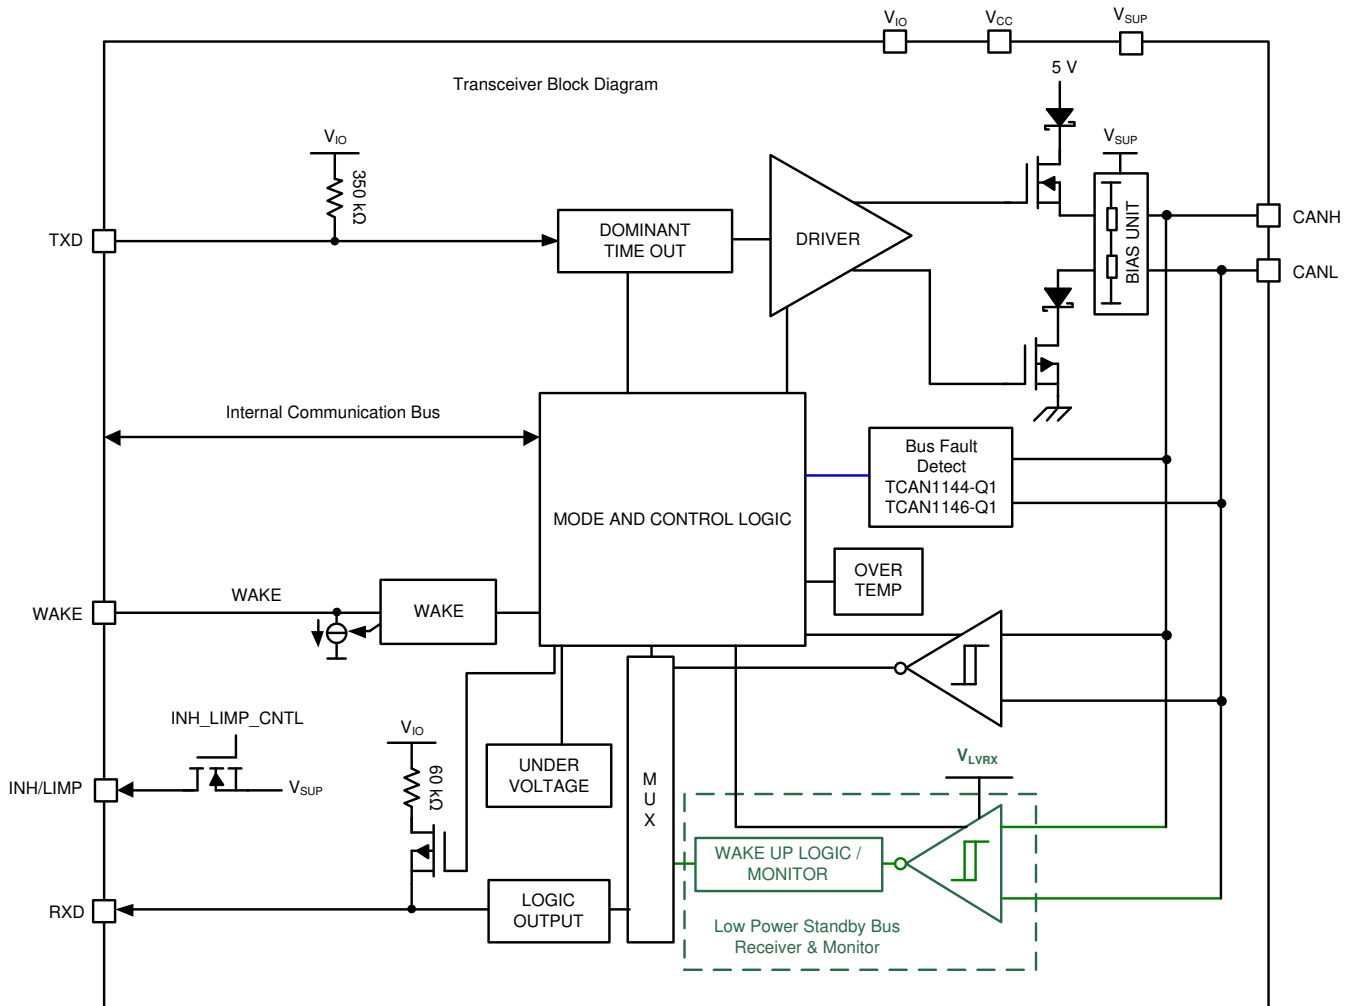 VIO
VCC
VSUP
Transceiver Block Diagram
5 V
VIO
350 kΩ
VSUP
TXD
DOMINANT
TIME OUT
DRIVER
BIAS UNIT
CANH
CANL
Internal Communication Bus
Bus Fault
Detect
TCAN1144-Q1
TCAN1146-Q1
MODE AND CONTROL LOGIC
OVER
TEMP
WAKE
WAKE
WAKE
INH_LIMP_CNTL
INH/LIMP
VSUP
VIO
60 kΩ
UNDER
VOLTAGE
M
U
X
VLVRX
WAKE UP LOGIC /
MONITOR
Low Power Standby Bus
Receiver & Monitor
RXD
LOGIC
OUTPUT